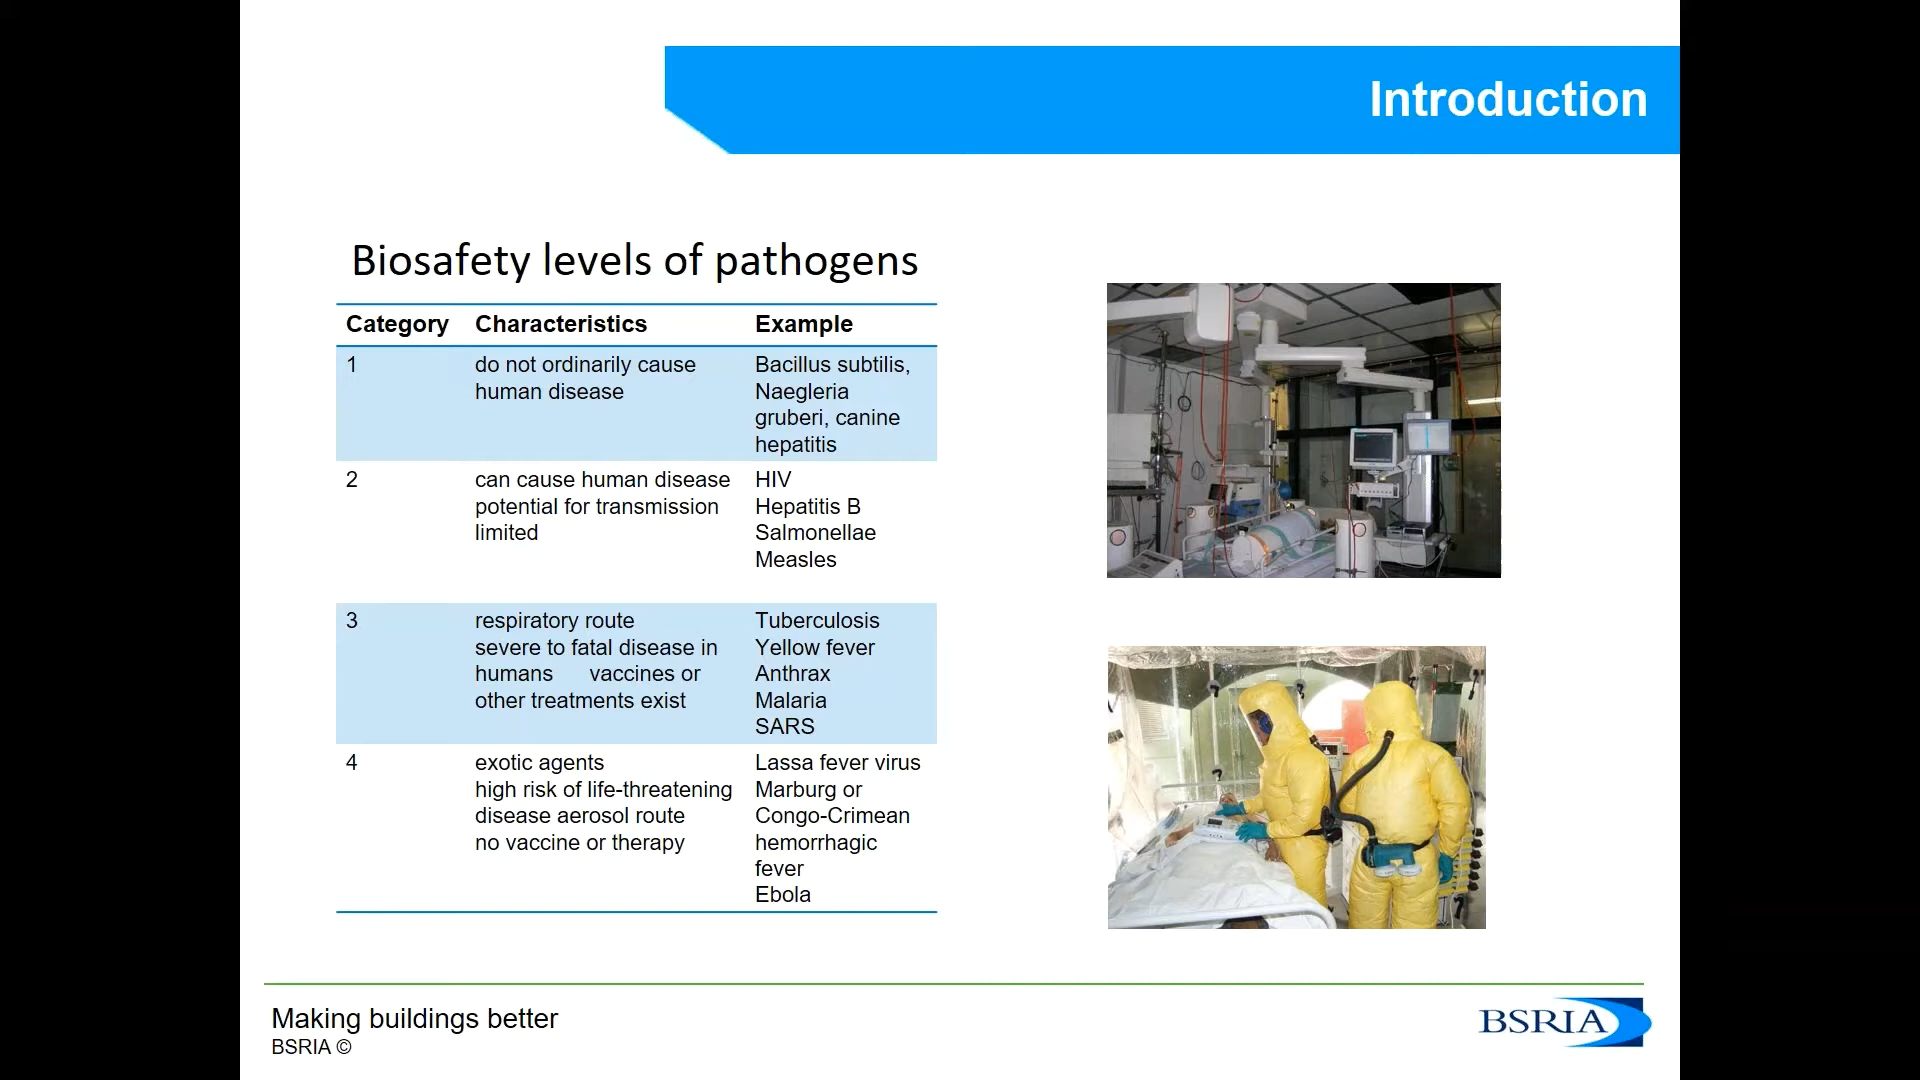 Introduction
Biosafety levels of pathogens
Category Characteristics Example
1 do not ordinarily cause Bacillus subtilis,
human disease Naegleria
gruberi, canine
hepatitis
2 can cause human disease HIV
potential for transmission Hepatitis B
limited Salmonellae
Measles
3 respiratory route Tuberculosis
severe to fatal disease in Yellow fever
humans vaccines or Anthrax
other treatments exist Malaria
SARS
4 exotic agents Lassa fever virus
high risk of life-threatening Marburg or
disease aerosol route Congo-Crimean
no vaccine or therapy hemorrhagic
fever
Ebola
Making buildings better
BSRIA ©
BSRIA